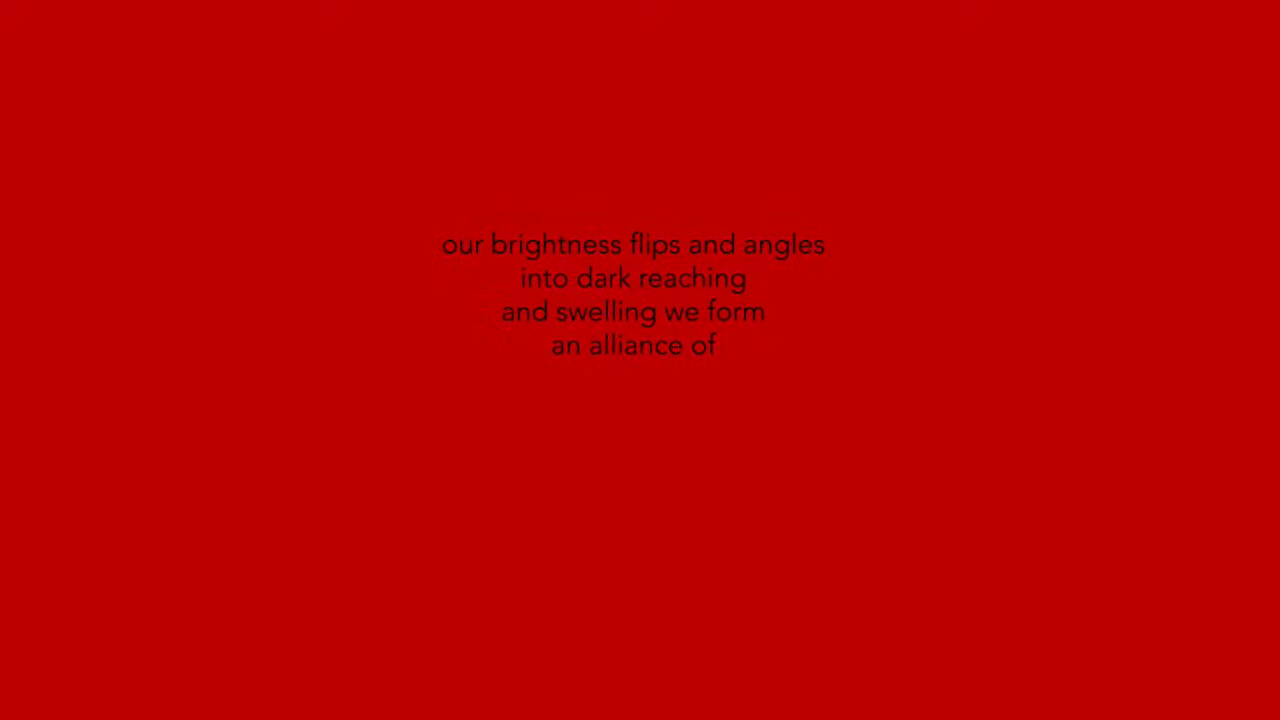 our brightness flips and angles
into dark reaching
and swelling we form
an alliance of